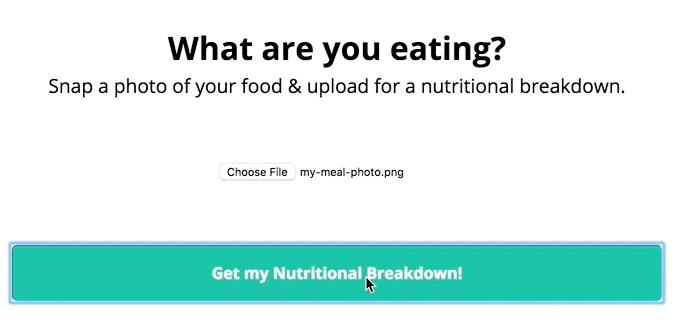 What are you eating?
Snap a photo of your food & upload for a nutritional breakdown.
Choose File my-meal-photo.png
Get my Nutritional Breakdown!